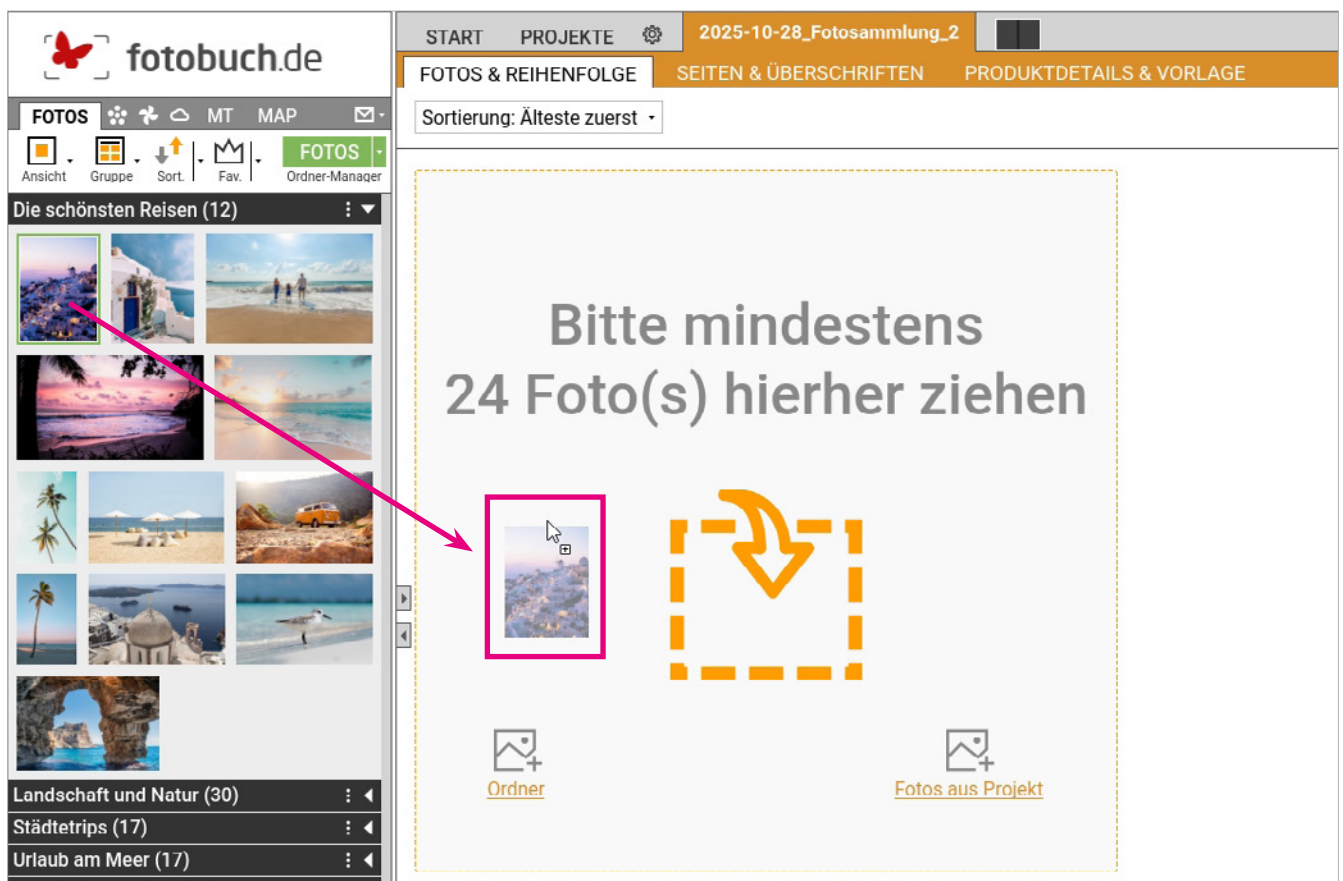 fotobuch.de
FOTOS MT MAP
Ansicht Gruppe Sort. Fav. FOTOS Ordner-Manager
Die schönsten Reisen (12)
Landschaft und Natur (30)
Städtetrips (17)
Urlaub am Meer (17)
START PROJEKTE 2025-10-28_Fotosammlung_2
FOTOS & REIHENFOLGE SEITEN & ÜBERSCHRIFTEN PRODUKTDETAILS & VORLAGE
Sortierung: Älteste zuerst
Bitte mindestens
24 Foto(s) hierher ziehen
Ordner Fotos aus Projekt